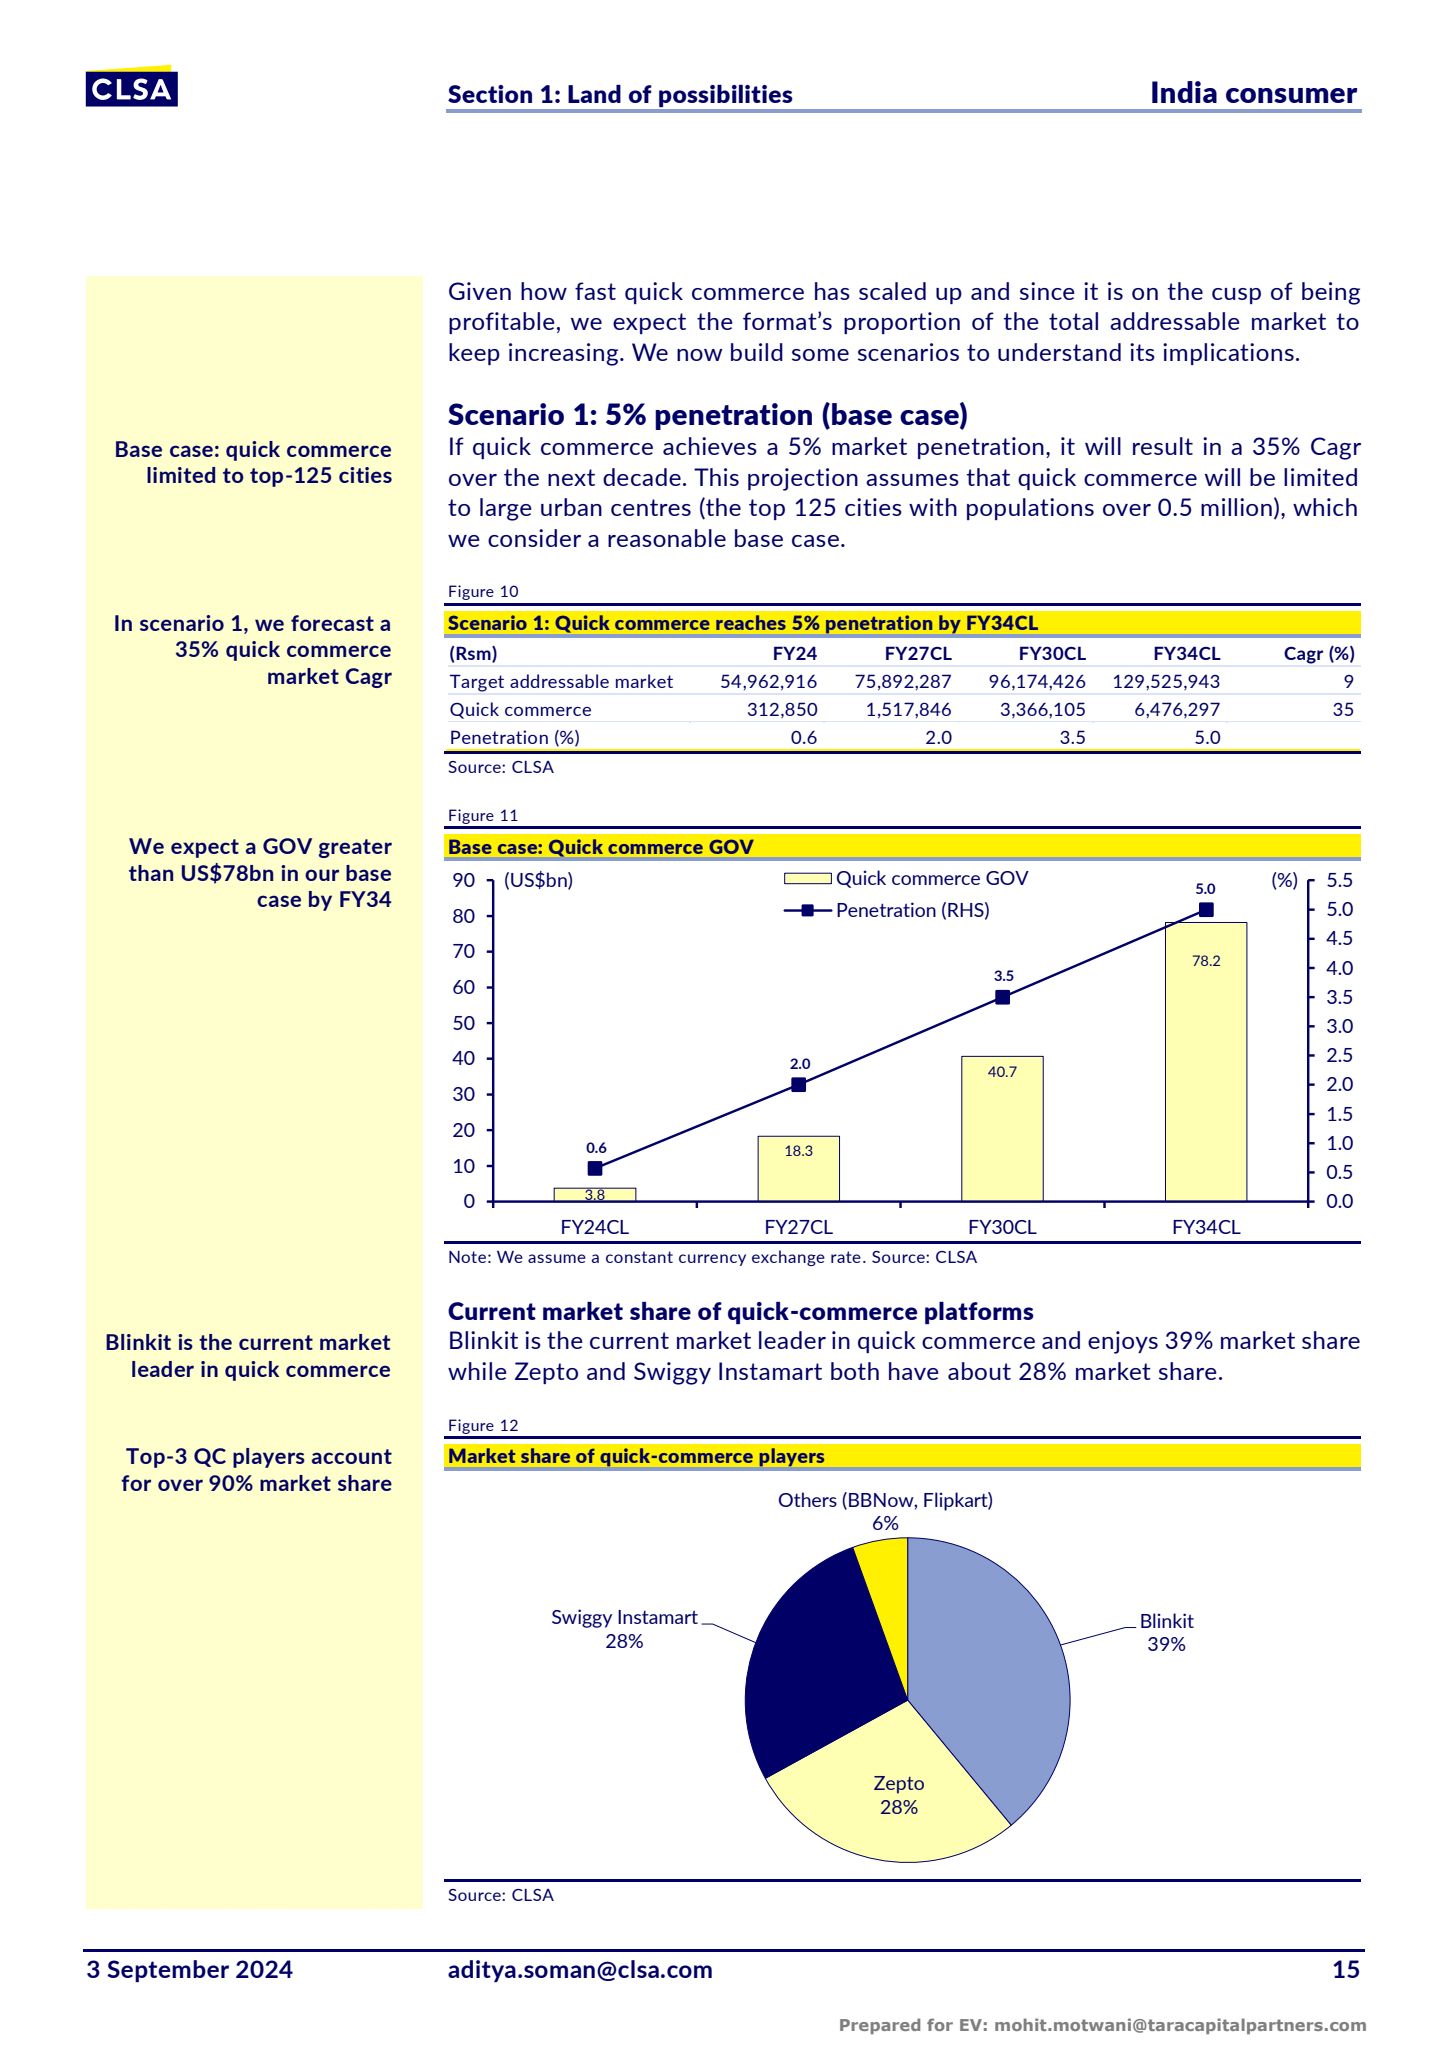 CLSA
Section 1: Land of possibilities
India consumer
Given how fast quick commerce has scaled up and since it is on the cusp of being
profitable, we expect the format's proportion of the total addressable market to
keep increasing. We now build some scenarios to understand its implications.
Scenario 1: 5% penetration (base case)
Base case: quick commerce
limited to top-125 cities
If quick commerce achieves a 5% market penetration, it will result in a 35% Cagr
over the next decade. This projection assumes that quick commerce will be limited
to large urban centres (the top 125 cities with populations over 0.5 million), which
we consider a reasonable base case.
In scenario 1, we forecast a
35% quick commerce
market Cagr
Figure 10
Scenario 1: Quick commerce reaches 5% penetration by FY34CL
(Rsm) FY24 FY27CL FY30CL FY34CL Cagr (%)
Target addressable market 54,962,916 75,892,287 96,174,426 129,525,943 9
Quick commerce 312,850 1,517,846 3,366,105 6,476,297 35
Penetration (%) 0.6 2.0 3.5 5.0
Source: CLSA
We expect a GOV greater
than US$78bn in our base
case by FY34
Figure 11
Base case: Quick commerce GOV
(US$bn)
Quick commerce GOV
Penetration (RHS)
(%)
90
80
70
60
50
40
30
20
10
0
0.6
2.0
3.5
5.0
3.8
18.3
40.7
78.2
5.5
5.0
4.5
4.0
3.5
3.0
2.5
2.0
1.5
1.0
0.5
0.0
FY24CL FY27CL FY30CL FY34CL
Note: We assume a constant currency exchange rate. Source: CLSA
Current market share of quick-commerce platforms
Blinkit is the current market
leader in quick commerce
Blinkit is the current market leader in quick commerce and enjoys 39% market share
while Zepto and Swiggy Instamart both have about 28% market share.
Top-3 QC players account
for over 90% market share
Figure 12
Market share of quick-commerce players
Others (BBNow, Flipkart)
6%
Swiggy Instamart
28%
Blinkit
39%
Zepto
28%
Source: CLSA
3 September 2024
aditya.soman@clsa.com
15
Prepared for EV: mohit.motwani@taracapitalpartners.com